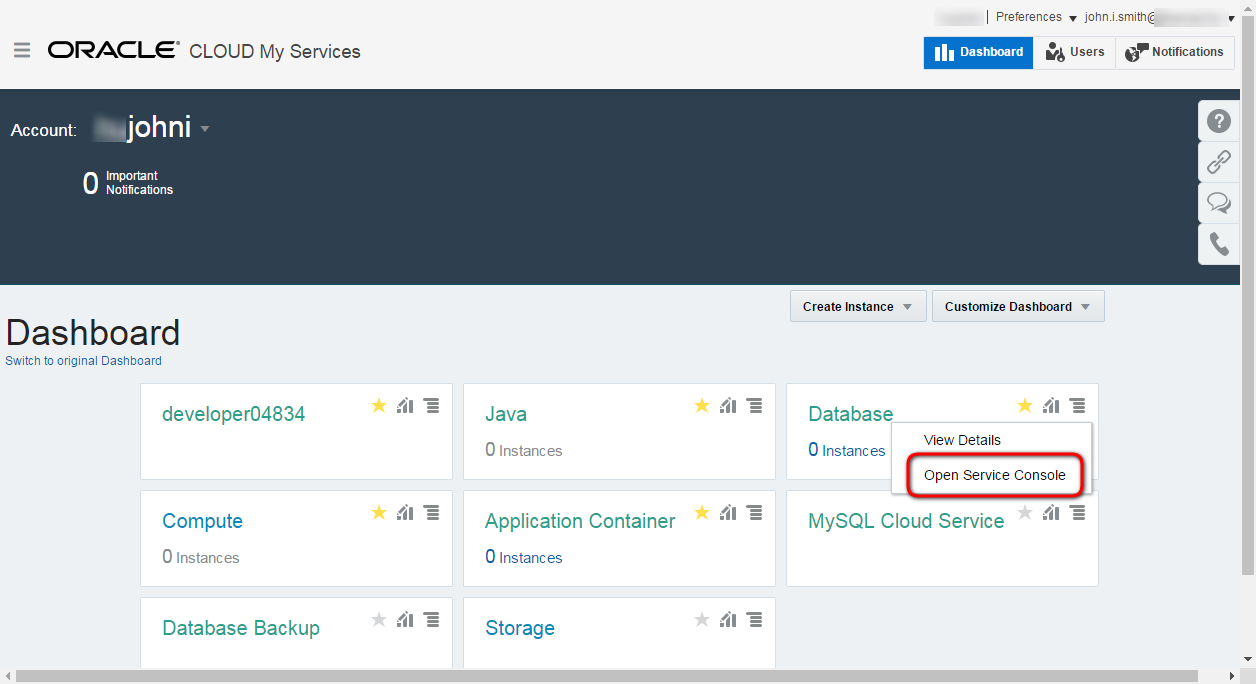 Preferences john.i.smith@
ORACLE CLOUD My Services
Dashboard Users Notifications
Account: johni
0 Important Notifications
Create Instance Customize Dashboard
Dashboard
Switch to original Dashboard
developer04834
Java
0 Instances
Database
0 Instances
View Details
Open Service Console
Compute
0 Instances
Application Container
0 Instances
MySQL Cloud Service
Database Backup
Storage